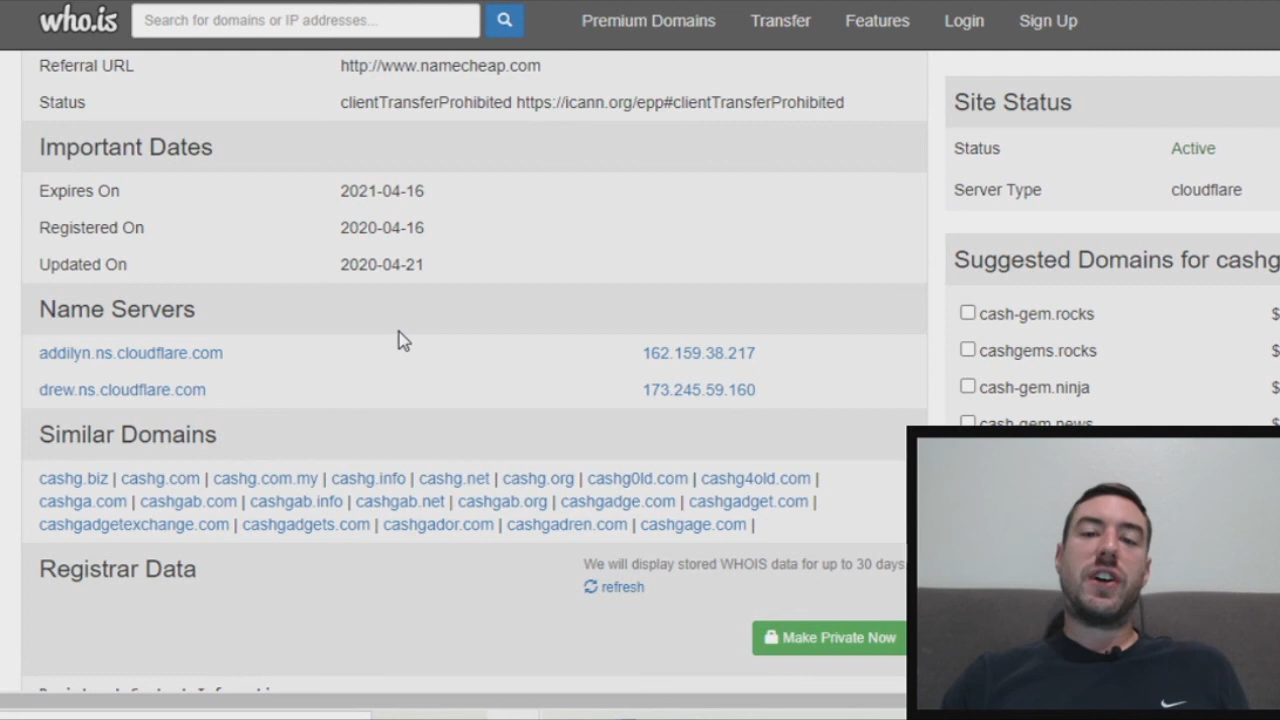 who.is Search for domains or IP addresses... Premium Domains Transfer Features Login Sign Up
Referral URL http://www.namecheap.com
Status clientTransferProhibited https://icann.org/epp#clientTransferProhibited
Important Dates
Expires On 2021-04-16
Registered On 2020-04-16
Updated On 2020-04-21
Name Servers
addilyn.ns.cloudflare.com 162.159.38.217
drew.ns.cloudflare.com 173.245.59.160
Similar Domains
cashg.biz | cashg.com | cashg.com.my | cashg.info | cashg.net | cashg.org | cashg0ld.com | cashg4old.com |
cashga.com | cashgab.com | cashgab.info | cashgab.net | cashgab.org | cashgadge.com | cashgadget.com |
cashgadgetexchange.com | cashgadgets.com | cashgador.com | cashgadren.com | cashgage.com |
Registrar Data
We will display stored WHOIS data for up to 30 days
refresh
Make Private Now
Site Status
Status Active
Server Type cloudflare
Suggested Domains for cashg
cash-gem.rocks $
cashgems.rocks $
cash-gem.ninja $
cash-gem.news $